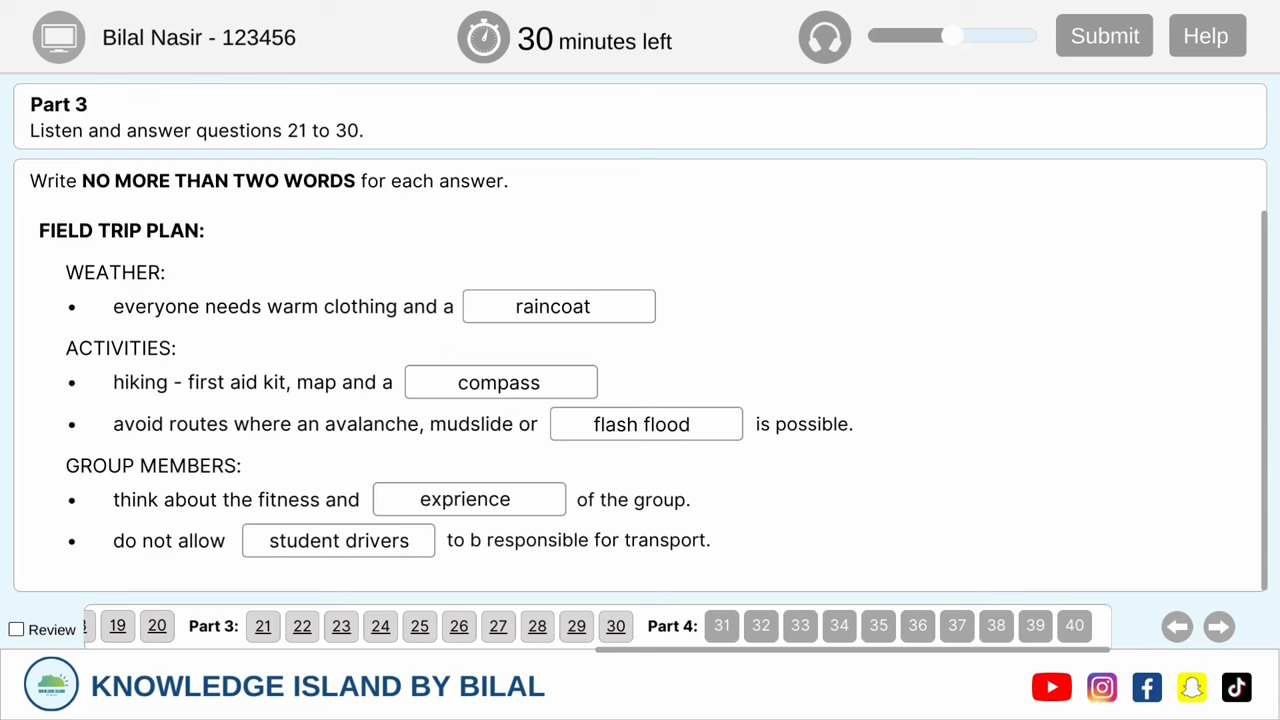 Bilal Nasir - 123456
30 minutes left
Submit
Help
Part 3
Listen and answer questions 21 to 30.
Write NO MORE THAN TWO WORDS for each answer.
FIELD TRIP PLAN:
WEATHER:
• everyone needs warm clothing and a raincoat
ACTIVITIES:
• hiking - first aid kit, map and a compass
• avoid routes where an avalanche, mudslide or flash flood is possible.
GROUP MEMBERS:
• think about the fitness and exprience of the group.
• do not allow student drivers to b responsible for transport.
Review 19 20 Part 3: 21 22 23 24 25 26 27 28 29 30 Part 4: 31 32 33 34 35 36 37 38 39 40
KNOWLEDGE ISLAND BY BILAL